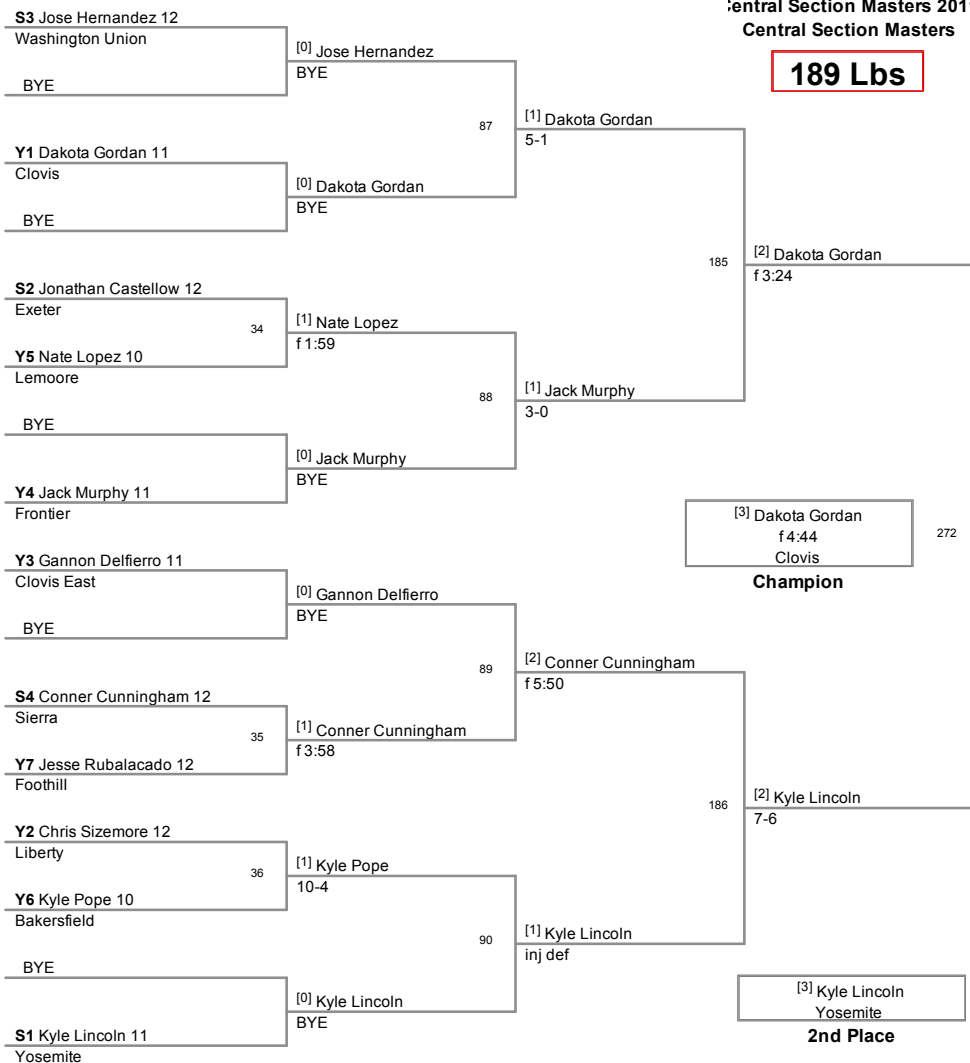 entral Section Masters 201
Central Section Masters
189 Lbs
S3 Jose Hernandez 12
Washington Union
BYE
Y1 Dakota Gordan 11
Clovis
BYE
S2 Jonathan Castellow 12
Exeter
34
Y5 Nate Lopez 10
Lemoore
BYE
Y4 Jack Murphy 11
Frontier
Y3 Gannon Delfierro 11
Clovis East
BYE
S4 Conner Cunningham 12
Sierra
35
Y7 Jesse Rubalacado 12
Foothill
Y2 Chris Sizemore 12
Liberty
36
Y6 Kyle Pope 10
Bakersfield
BYE
S1 Kyle Lincoln 11
Yosemite
[0] Jose Hernandez
BYE
87
[0] Dakota Gordan
BYE
[1] Nate Lopez
f 1:59
88
[0] Jack Murphy
BYE
[0] Gannon Delfierro
BYE
89
[1] Conner Cunningham
f 3:58
[1] Kyle Pope
10-4
90
[0] Kyle Lincoln
BYE
[1] Dakota Gordan
5-1
185
[1] Jack Murphy
3-0
[2] Conner Cunningham
f 5:50
186
[1] Kyle Lincoln
inj def
[2] Dakota Gordan
f 3:24
[2] Kyle Lincoln
7-6
[3] Dakota Gordan
f 4:44
Clovis
272
Champion
[3] Kyle Lincoln
Yosemite
2nd Place